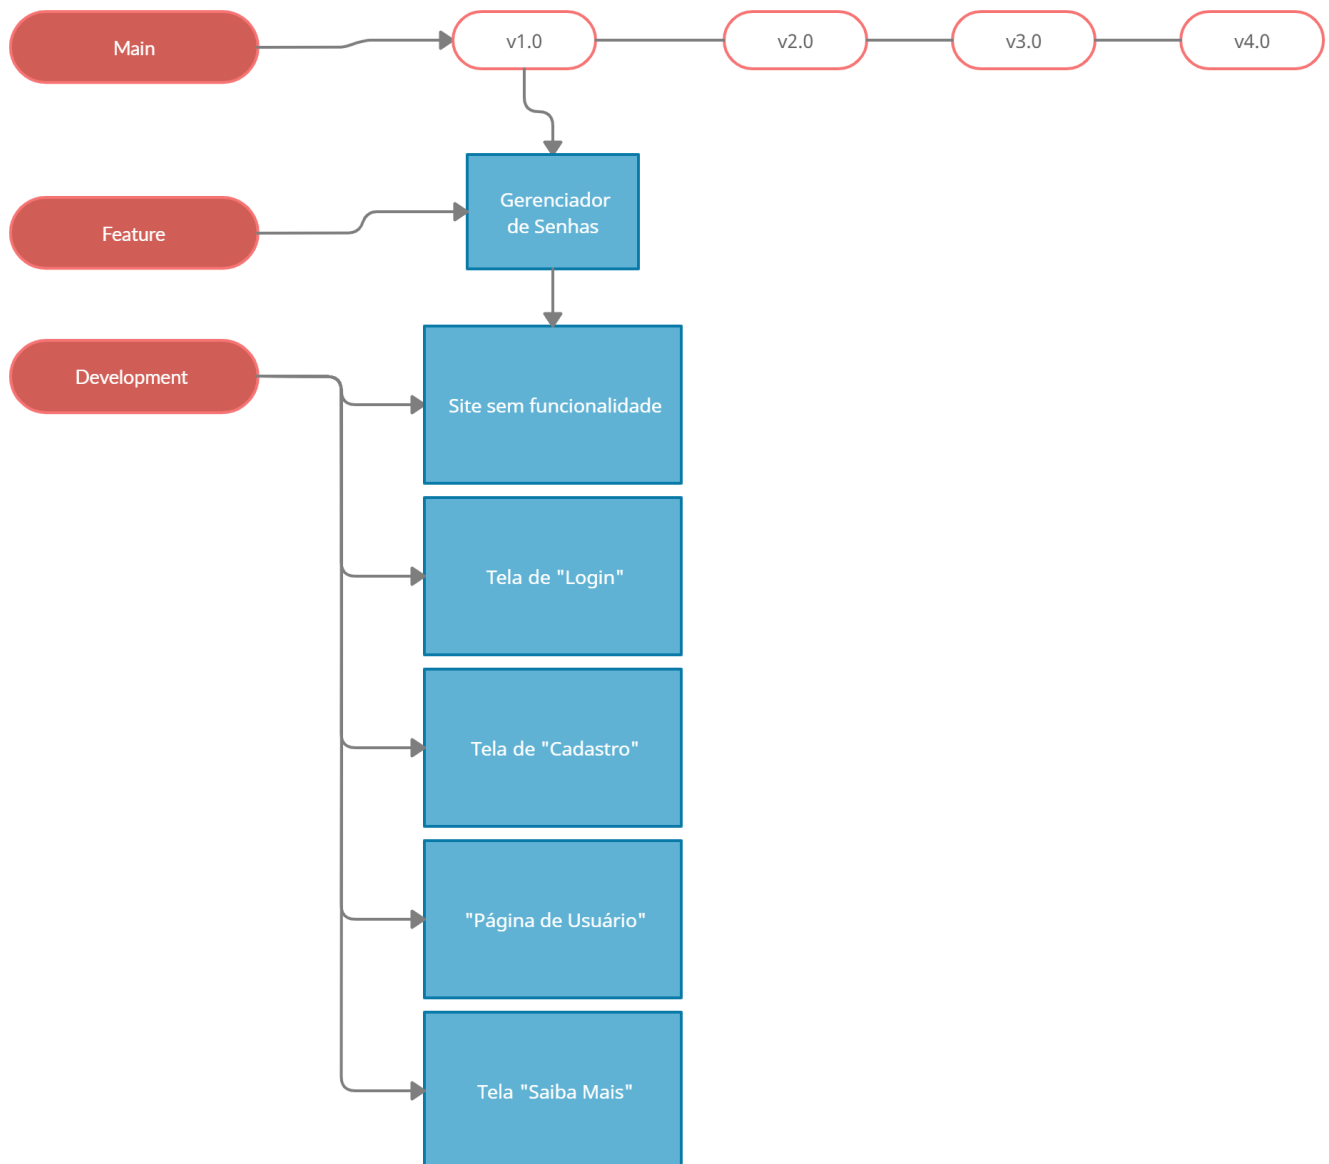 Main
v1.0
v2.0
v3.0
v4.0
Gerenciador
de Senhas
Feature
Development
Site sem funcionalidade
Tela de "Login"
Tela de "Cadastro"
"Página de Usuário"
Tela "Saiba Mais"